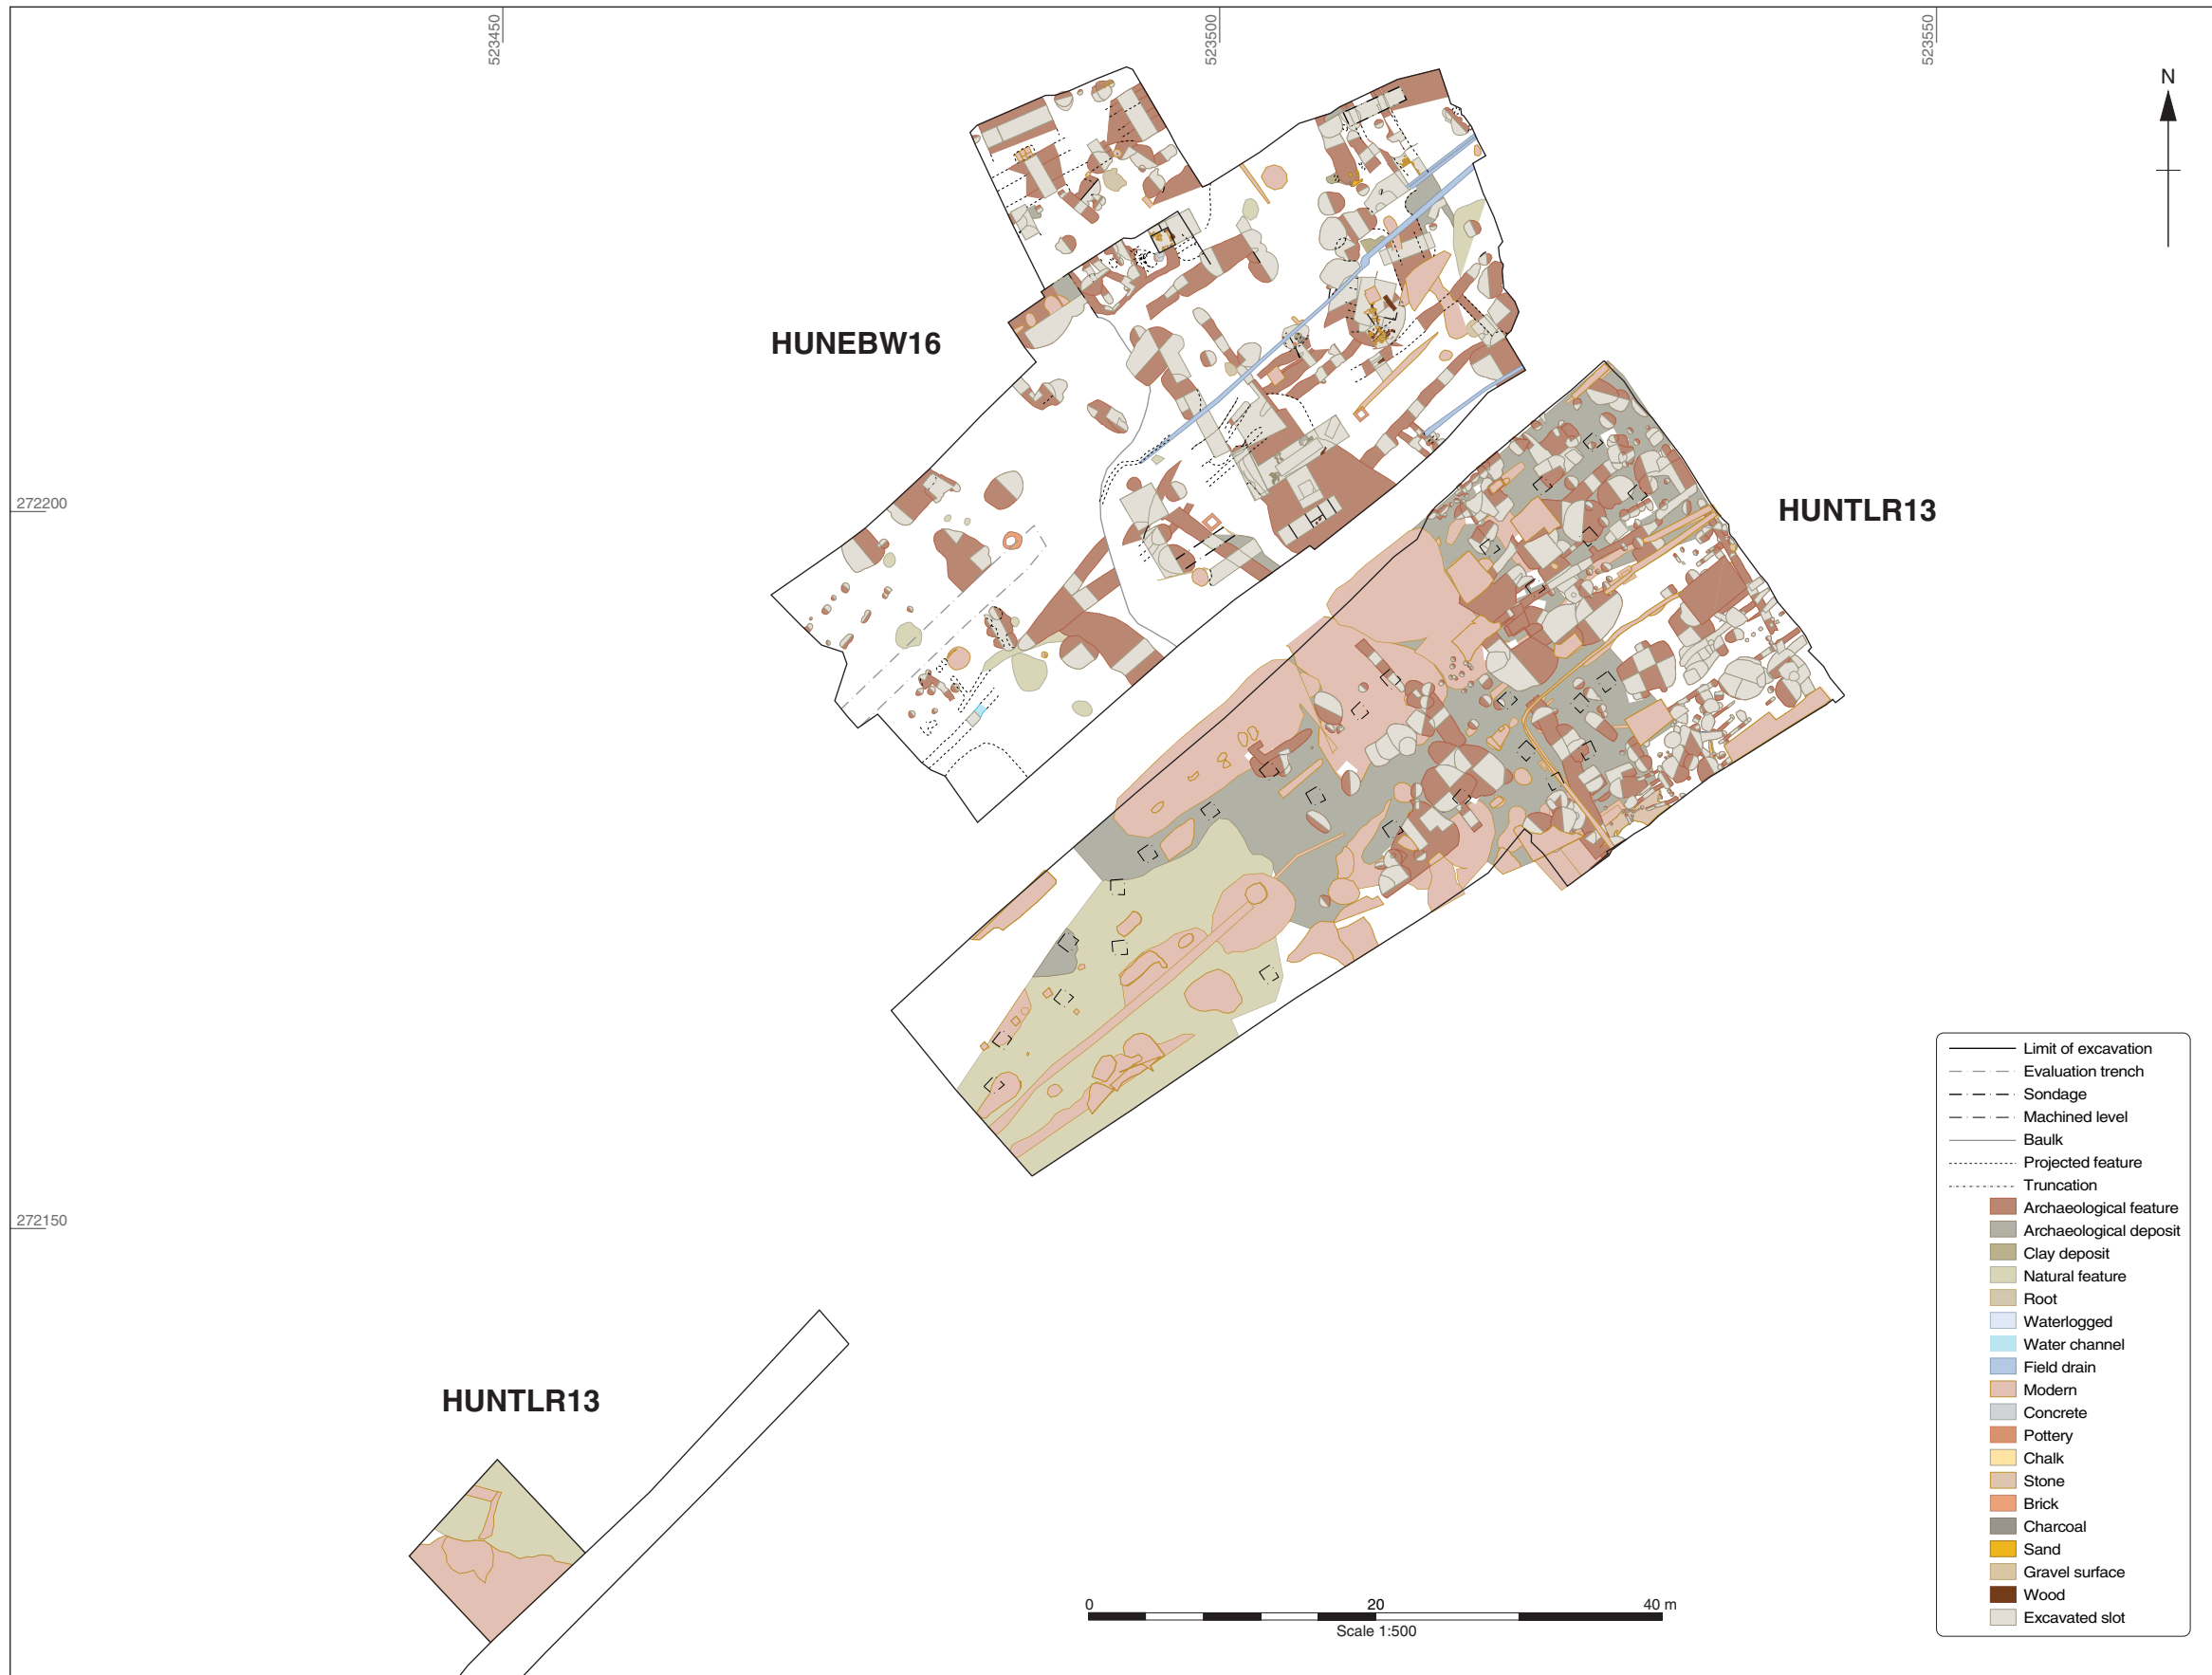 523450
523500
523550
N
HUNEBW16
272200
HUNTLR13
Limit of excavation
Evaluation trench
Sondage
Machined level
Baulk
Projected feature
Truncation
Archaeological feature
Archaeological deposit
Clay deposit
Natural feature
Root
Waterlogged
Water channel
Field drain
Modern
Concrete
Pottery
Chalk
Stone
Brick
Charcoal
Sand
Gravel surface
Wood
Excavated slot
272150
HUNTLR13
0 20 40 m
Scale 1:500